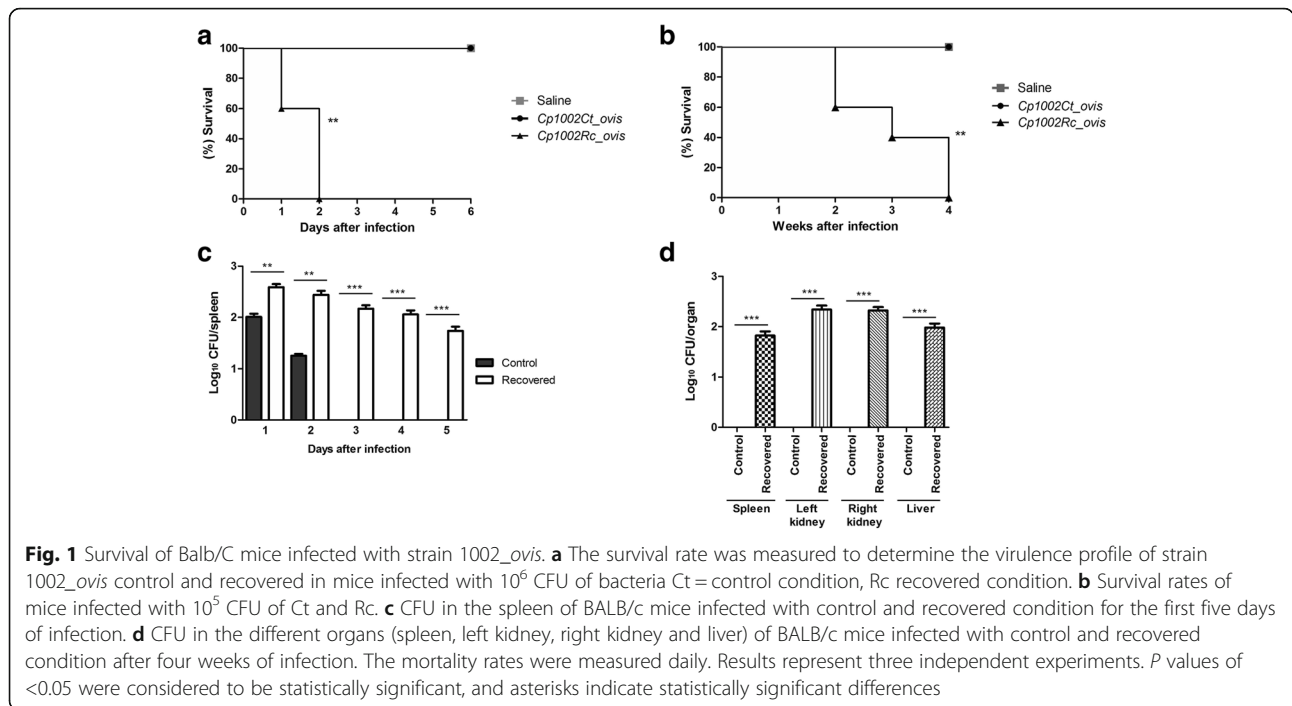 a
100
80
60
40
20
0
(%) Survival
**
0 1 2 3 4 5 6
Days after infection
Saline
Cp1002Ct_ovis
Cp1002Rc_ovis
b
100
80
60
40
20
0
(%) Survival
**
0 1 2 3 4
Weeks after infection
Saline
Cp1002Ct_ovis
Cp1002Rc_ovis
c
3
2
1
0
Log₁₀ CFU/spleen
** ** *** *** ***
1 2 3 4 5
Days after infection
Control
Recovered
d
3
2
1
0
Log₁₀ CFU/organ
*** *** *** ***
Control Recovered Control Recovered Control Recovered Control Recovered
Spleen Left kidney Right kidney Liver
Fig. 1 Survival of Balb/C mice infected with strain 1002_ovis. a The survival rate was measured to determine the virulence profile of strain
1002_ovis control and recovered in mice infected with 10⁶ CFU of bacteria Ct = control condition, Rc recovered condition. b Survival rates of
mice infected with 10⁵ CFU of Ct and Rc. c CFU in the spleen of BALB/c mice infected with control and recovered condition for the first five days
of infection. d CFU in the different organs (spleen, left kidney, right kidney and liver) of BALB/c mice infected with control and recovered
condition after four weeks of infection. The mortality rates were measured daily. Results represent three independent experiments. P values of
<0.05 were considered to be statistically significant, and asterisks indicate statistically significant differences